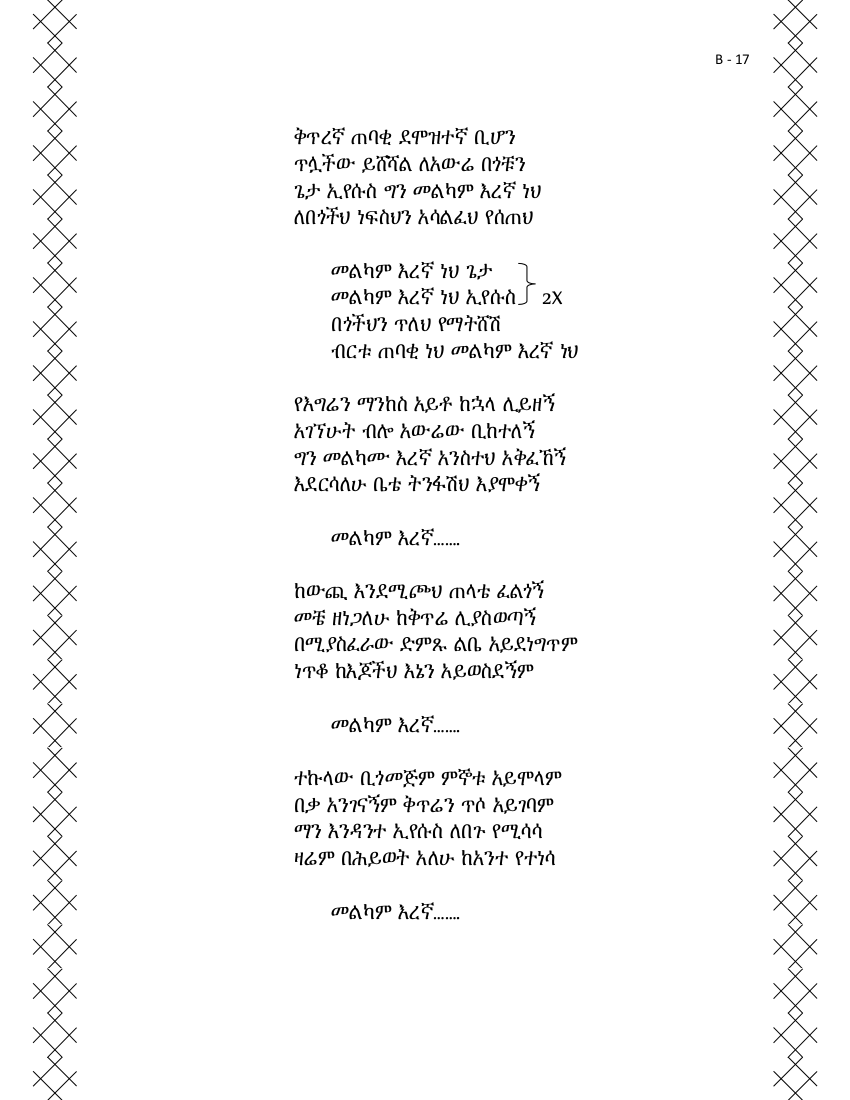 B - 17
ቅጥረኛ ጠባቂ ደሞዝተኛ ቢሆን
ጥሏችው ይሸሻል ለአውሬ በጎቹን
ጌታ ኢየሱስ ግን መልካም እረኛ ነህ
ለበጎችህ ነፍስህን አሳልፈህ የሰጠህ
መልካም እረኛ ነህ ጌታ
መልካም እረኛ ነህ ኢየሱስ 2X
በጎችህን ጥለህ የማትሸሽ
ብርቱ ጠባቂ ነህ መልካም እረኛ ነህ
የእግሬን ማንከስ አይቶ ከኋላ ሊይዘኝ
አገኘሁት ብሎ አውሬው ቢከተለኝ
ግን መልካሙ እረኛ አንስተህ አቅፈኸኝ
እደርሳለሁ ቤቴ ትንፋሽህ እያሞቀኝ
መልካም እረኛ.......
ከውጪ እንደሚጮህ ጠላቴ ፈልጎኝ
መቼ ዘነጋለሁ ከቅጥሬ ሊያስወጣኝ
በሚያስፈራው ድምጹ ልቤ አይደነግጥም
ነጥቆ ከእጆችህ እኔን አይወስደኝም
መልካም እረኛ.......
ተኩላው ቢጎመጅም ምኞቱ አይሞላም
በቃ አንገናኝም ቅጥሬን ጥሶ አይገባም
ማን እንዳንተ ኢየሱስ ለበጉ የሚሳሳ
ዛሬም በሕይወት አለሁ ከአንተ የተነሳ
መልካም እረኛ.......